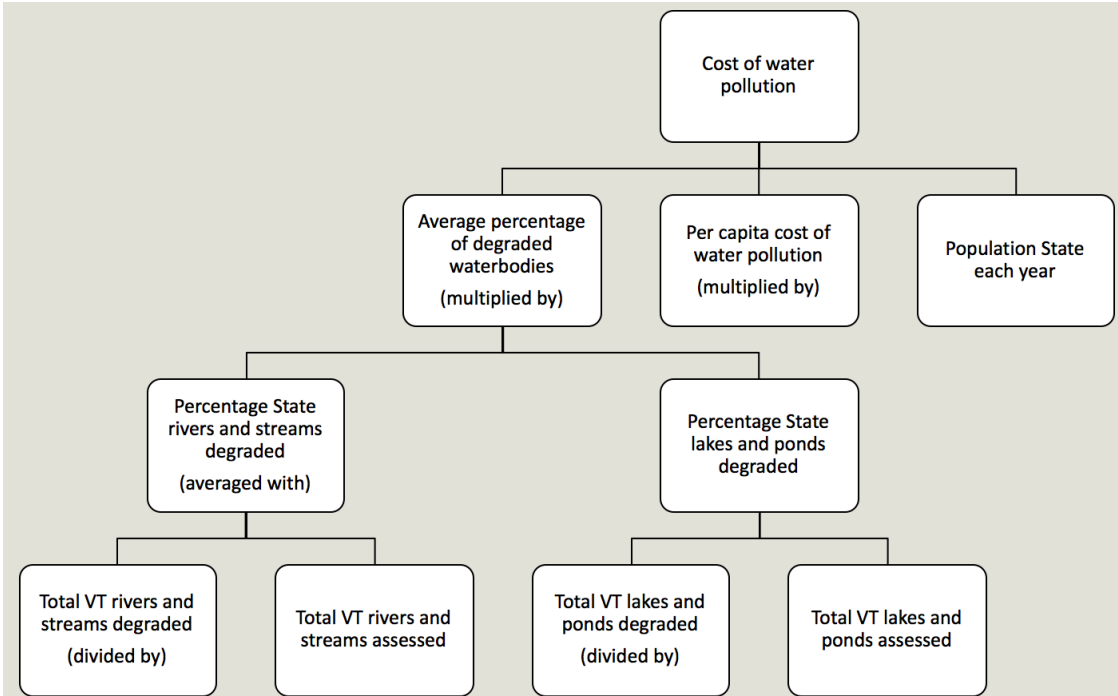 Cost of water
pollution
Average percentage
of degraded
waterbodies
(multiplied by)
Per capita cost of
water pollution
(multiplied by)
Population State
each year
Percentage State
rivers and streams
degraded
(averaged with)
Percentage State
lakes and ponds
degraded
Total VT rivers and
streams degraded
(divided by)
Total VT rivers and
streams assessed
Total VT lakes and
ponds degraded
(divided by)
Total VT lakes and
ponds assessed